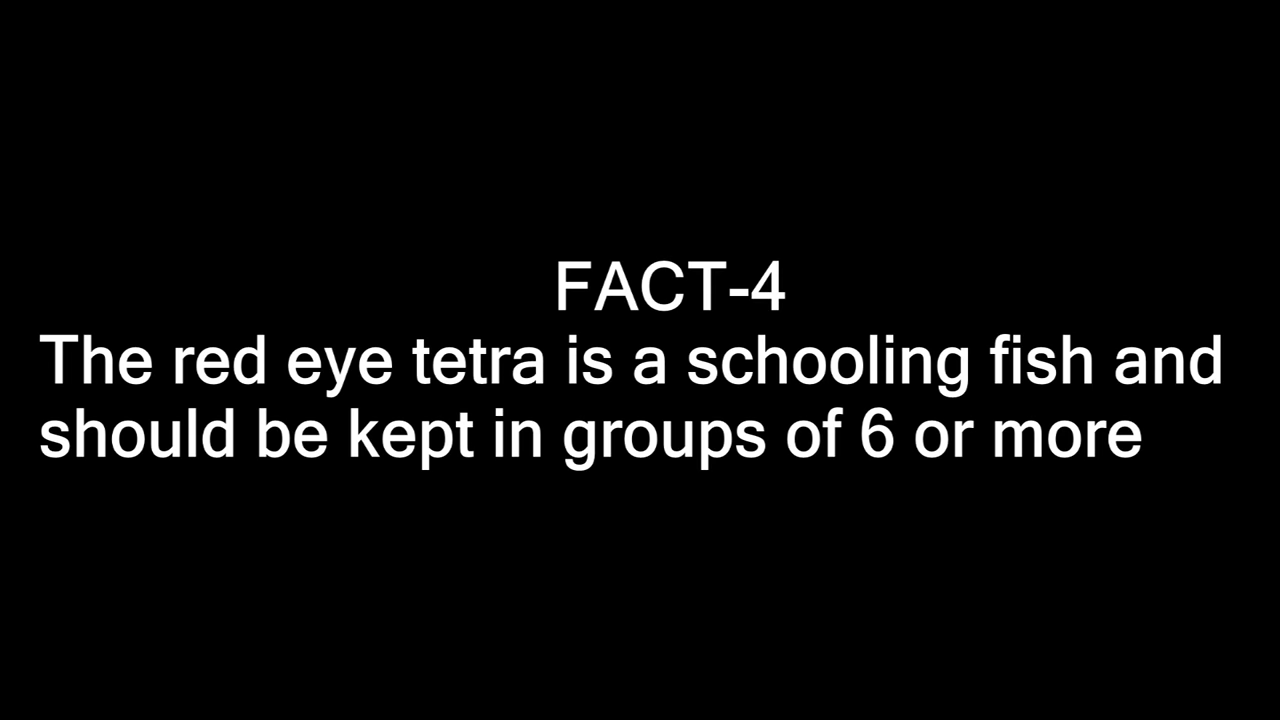 FACT-4
The red eye tetra is a schooling fish and
should be kept in groups of 6 or more